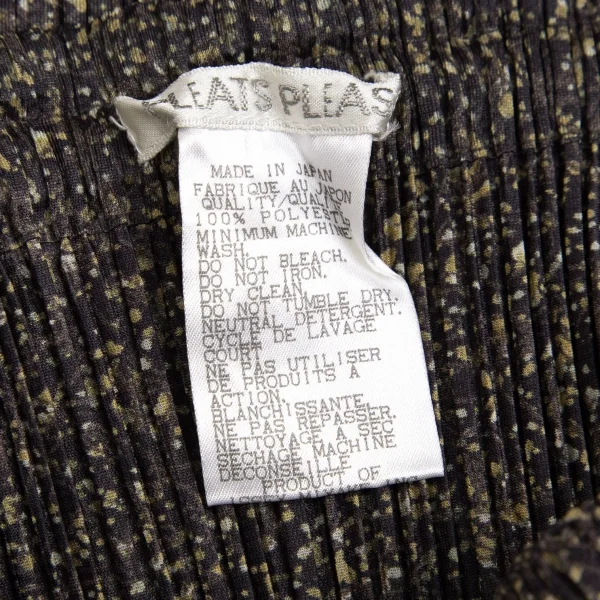 PLEATS PLEAS
MADE IN JAPAN
FABRIQUE AU JAPON
QUALITY/QUALIT
100% POLYEST
MINIMUM MACHINE
WASH.
DO NOT BLEACH.
DO NOT IRON.
DRY CLEAN.
DO NOT TUMBLE DRY.
NEUTRAL DETERGENT.
CYCLE DE LAVAGE
COURT
NE PAS UTILISER
DE PRODUITS A
ACTION.
BLANCHISSANTE.
NE PAS REPASSER.
NETTOYAGE A SEC
SECHAGE MACHINE
DECONSEILLE
PRODUCT OF